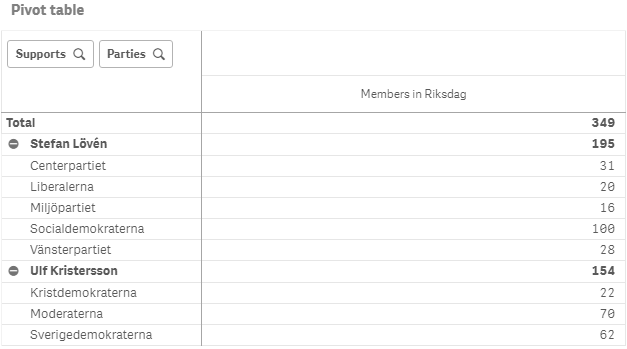 Pivot table
Supports Parties
Members in Riksdag
Total 349
Stefan Lövén 195
Centerpartiet 31
Liberalerna 20
Miljöpartiet 16
Socialdemokraterna 100
Vänsterpartiet 28
Ulf Kristersson 154
Kristdemokraterna 22
Moderaterna 70
Sverigedemokraterna 62